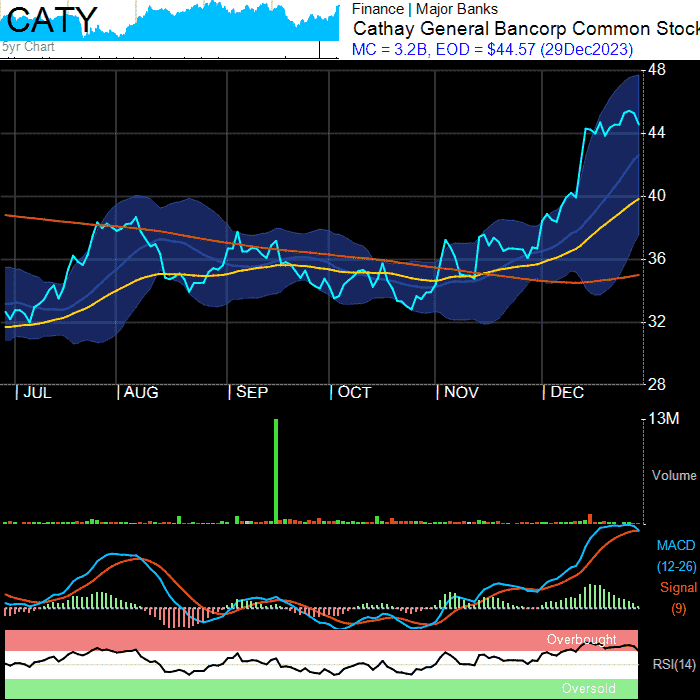 CATY
5yr Chart
Finance | Major Banks
Cathay General Bancorp Common Stock
MC = 3.2B, EOD = $44.57 (29Dec2023)
48
44
40
36
32
28
JUL AUG SEP OCT NOV DEC
13M
Volume
MACD
(12-26)
Signal
(9)
Overbought
RSI(14)
Oversold